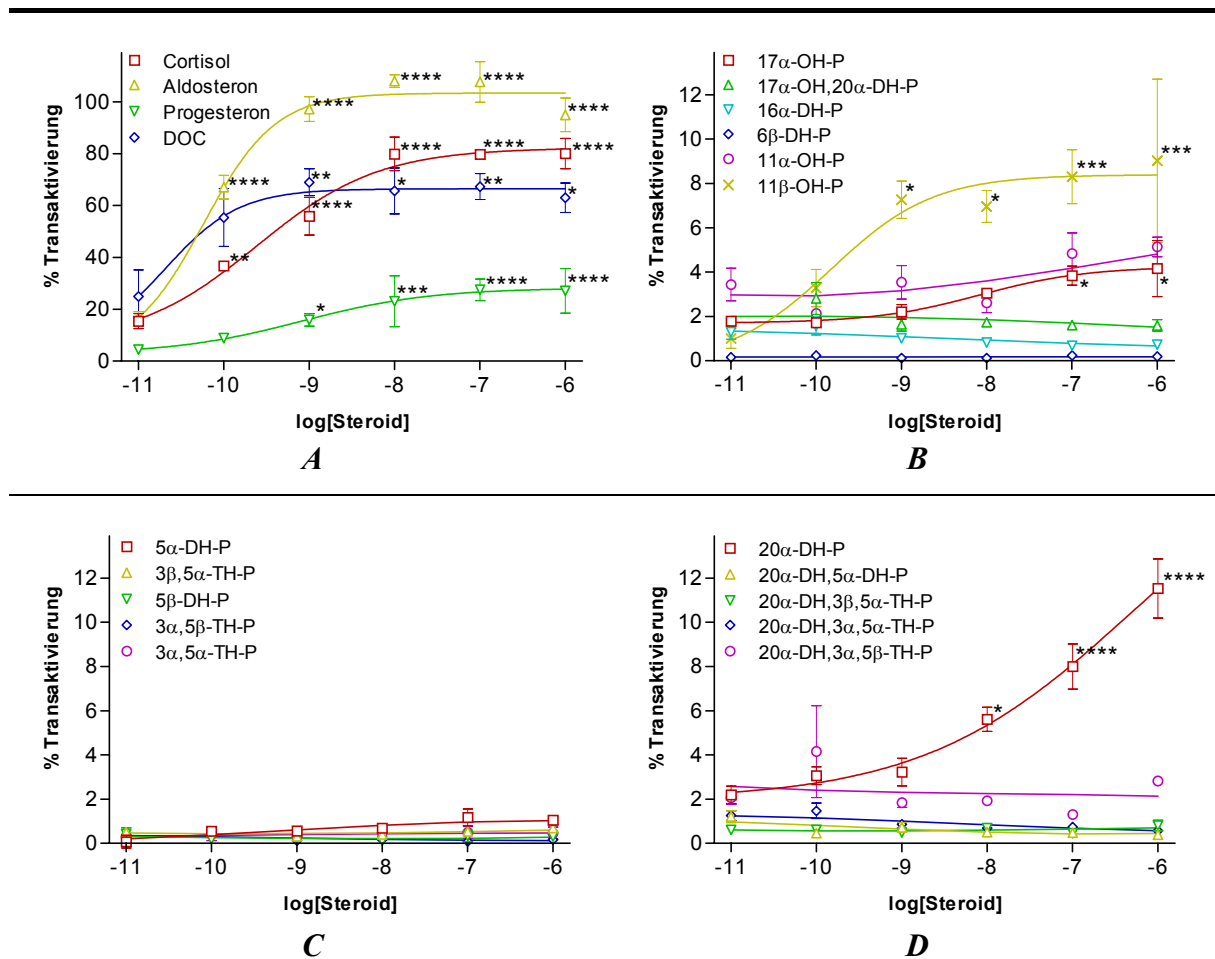 Cortisol
Aldosteron
Progesteron
DOC
% Transaktivierung
120
100
80
60
40
20
0
****
****
****
****
****
**
*
**
**
*
**
****
****
****
****
*
***
****
****
-11 -10 -9 -8 -7 -6
log[Steroid]
A
17α-OH-P
17α-OH,20α-DH-P
16α-DH-P
6β-DH-P
11α-OH-P
11β-OH-P
% Transaktivierung
12
10
8
6
4
2
0
*
*
***
***
*
*
-11 -10 -9 -8 -7 -6
log[Steroid]
B
5α-DH-P
3β,5α-TH-P
5β-DH-P
3α,5β-TH-P
3α,5α-TH-P
% Transaktivierung
12
10
8
6
4
2
0
-11 -10 -9 -8 -7 -6
log[Steroid]
C
20α-DH-P
20α-DH,5α-DH-P
20α-DH,3β,5α-TH-P
20α-DH,3α,5α-TH-P
20α-DH,3α,5β-TH-P
% Transaktivierung
12
10
8
6
4
2
0
*
****
****
-11 -10 -9 -8 -7 -6
log[Steroid]
D